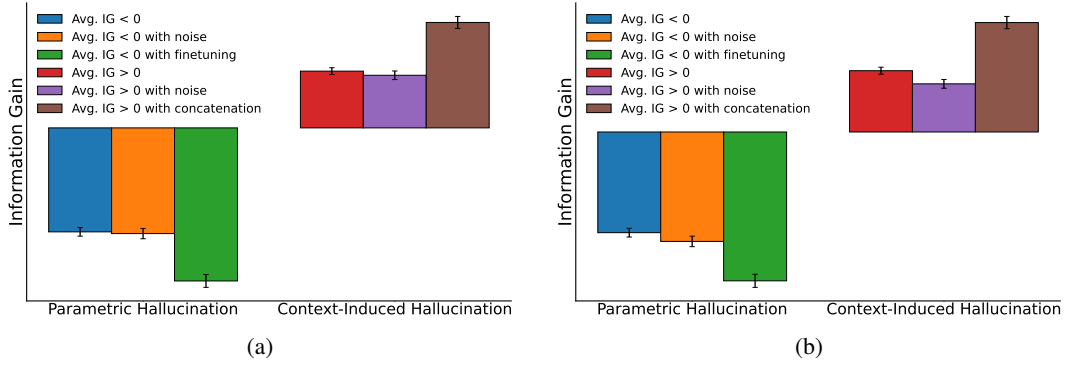 Information Gain
Avg. IG < 0
Avg. IG < 0 with noise
Avg. IG < 0 with finetuning
Avg. IG > 0
Avg. IG > 0 with noise
Avg. IG > 0 with concatenation
Parametric Hallucination
Context-Induced Hallucination
(a)
Information Gain
Avg. IG < 0
Avg. IG < 0 with noise
Avg. IG < 0 with finetuning
Avg. IG > 0
Avg. IG > 0 with noise
Avg. IG > 0 with concatenation
Parametric Hallucination
Context-Induced Hallucination
(b)